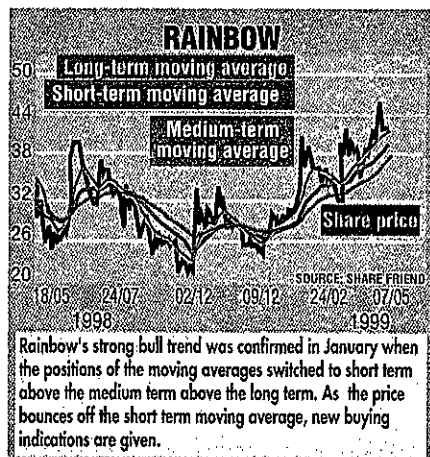 RAINBOW
50
Long-term moving average
Short-term moving average
44
Medium-term
moving average
38
32
Share price
26
20
SOURCE: SHARE FRIEND
18/05 24/07 02/12 09/12 24/02 07/05
1998 1999
Rainbow's strong bull trend was confirmed in January when
the positions of the moving averages switched to short term
above the medium term above the long term. As the price
bounces off the short term moving average, new buying
indications are given.